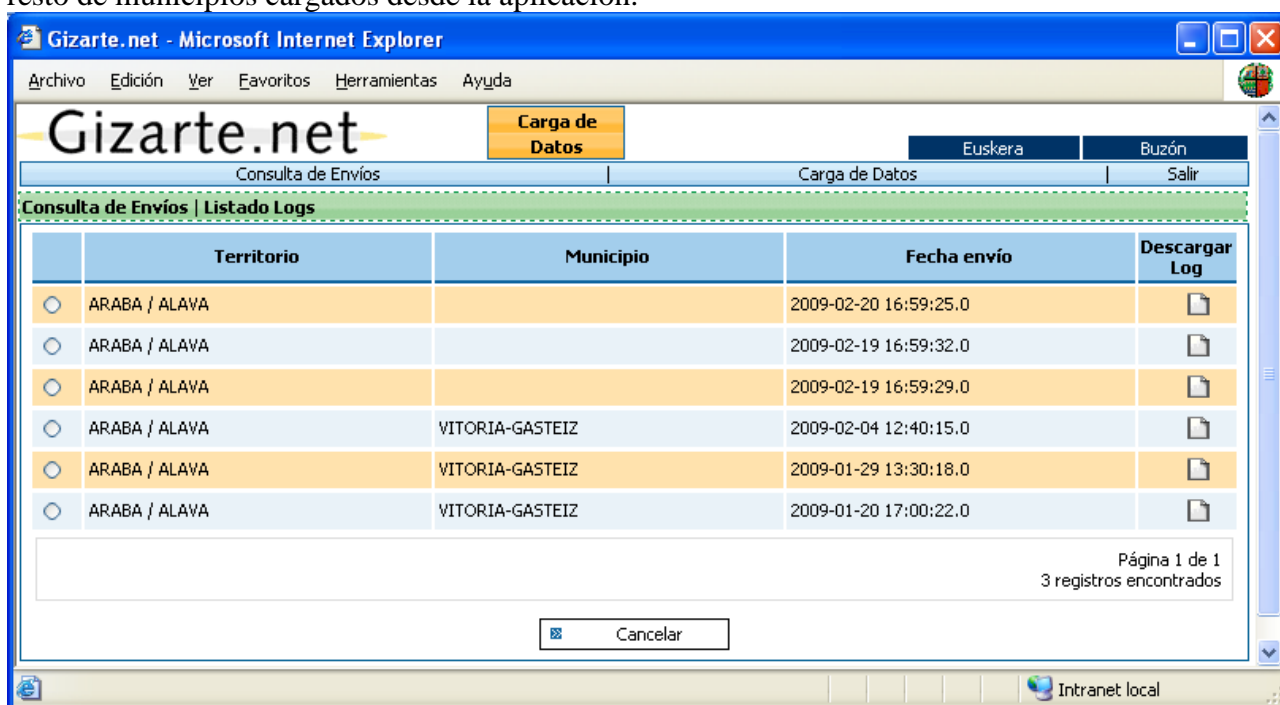 resto de municipios cargados desde la aplicación.
Gizarte.net - Microsoft Internet Explorer
Archivo Edición Ver Favoritos Herramientas Ayuda
Gizarte.net
Carga de
Datos
Euskera Buzón
Consulta de Envíos | Carga de Datos | Salir
Consulta de Envíos | Listado Logs
Territorio Municipio Fecha envío Descargar
Log
ARABA / ALAVA 2009-02-20 16:59:25.0
ARABA / ALAVA 2009-02-19 16:59:32.0
ARABA / ALAVA 2009-02-19 16:59:29.0
ARABA / ALAVA VITORIA-GASTEIZ 2009-02-04 12:40:15.0
ARABA / ALAVA VITORIA-GASTEIZ 2009-01-29 13:30:18.0
ARABA / ALAVA VITORIA-GASTEIZ 2009-01-20 17:00:22.0
Página 1 de 1
3 registros encontrados
Cancelar
Intranet local